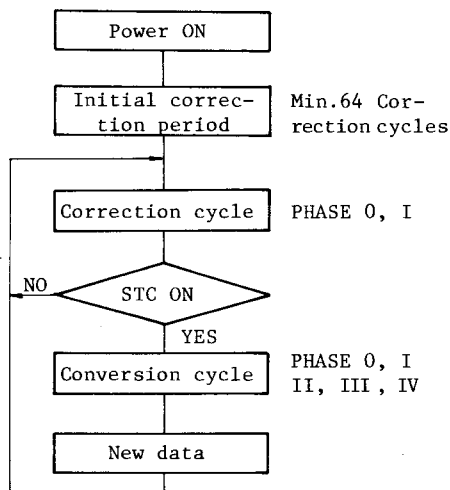 Power ON
Initial correc-
tion period
Min.64 Cor-
rection cycles
Correction cycle
PHASE 0, I
STC ON
NO
YES
Conversion cycle
PHASE 0, I
II, III, IV
New data